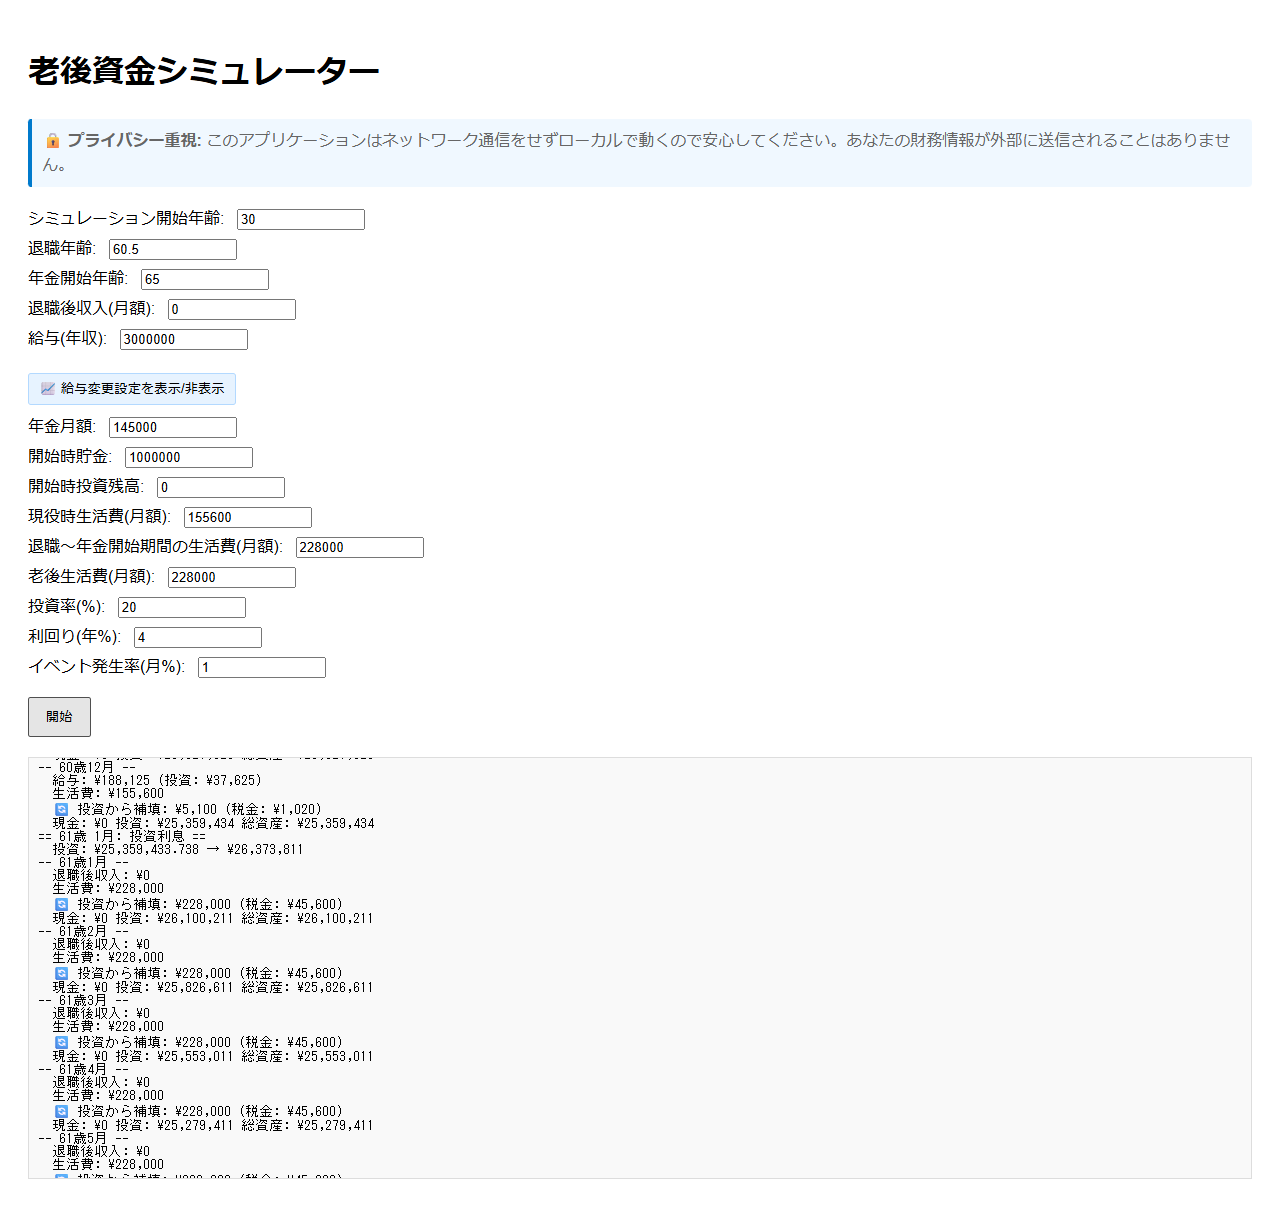 老後資金シミュレーター
🔒 プライバシー重視: このアプリケーションはネットワーク通信をせずローカルで動くので安心してください。あなたの財務情報が外部に送信されることはありませ
ん。
シミュレーション開始年齢: 30
退職年齢: 60.5
年金開始年齢: 65
退職後収入(月額): 0
給与(年収): 3000000
📈 給与変更設定を表示/非表示
年金月額: 145000
開始時貯金: 1000000
開始時投資残高: 0
現役時生活費(月額): 155600
退職～年金開始期間の生活費(月額): 228000
老後生活費(月額): 228000
投資率(%): 20
利回り(年%): 4
イベント発生率(月%): 1
開始
-- 60歳12月 --
給与: ¥188,125 (投資: ¥37,625)
生活費: ¥155,600
🔄 投資から補填: ¥5,100 (税金: ¥1,020)
現金: ¥0 投資: ¥25,359,434 総資産: ¥25,359,434
== 61歳 1月: 投資利息 ==
投資: ¥25,359,433.738 → ¥26,373,811
-- 61歳1月 --
退職後収入: ¥0
生活費: ¥228,000
🔄 投資から補填: ¥228,000 (税金: ¥45,600)
現金: ¥0 投資: ¥26,100,211 総資産: ¥26,100,211
-- 61歳2月 --
退職後収入: ¥0
生活費: ¥228,000
🔄 投資から補填: ¥228,000 (税金: ¥45,600)
現金: ¥0 投資: ¥25,826,611 総資産: ¥25,826,611
-- 61歳3月 --
退職後収入: ¥0
生活費: ¥228,000
🔄 投資から補填: ¥228,000 (税金: ¥45,600)
現金: ¥0 投資: ¥25,553,011 総資産: ¥25,553,011
-- 61歳4月 --
退職後収入: ¥0
生活費: ¥228,000
🔄 投資から補填: ¥228,000 (税金: ¥45,600)
現金: ¥0 投資: ¥25,279,411 総資産: ¥25,279,411
-- 61歳5月 --
退職後収入: ¥0
生活費: ¥228,000